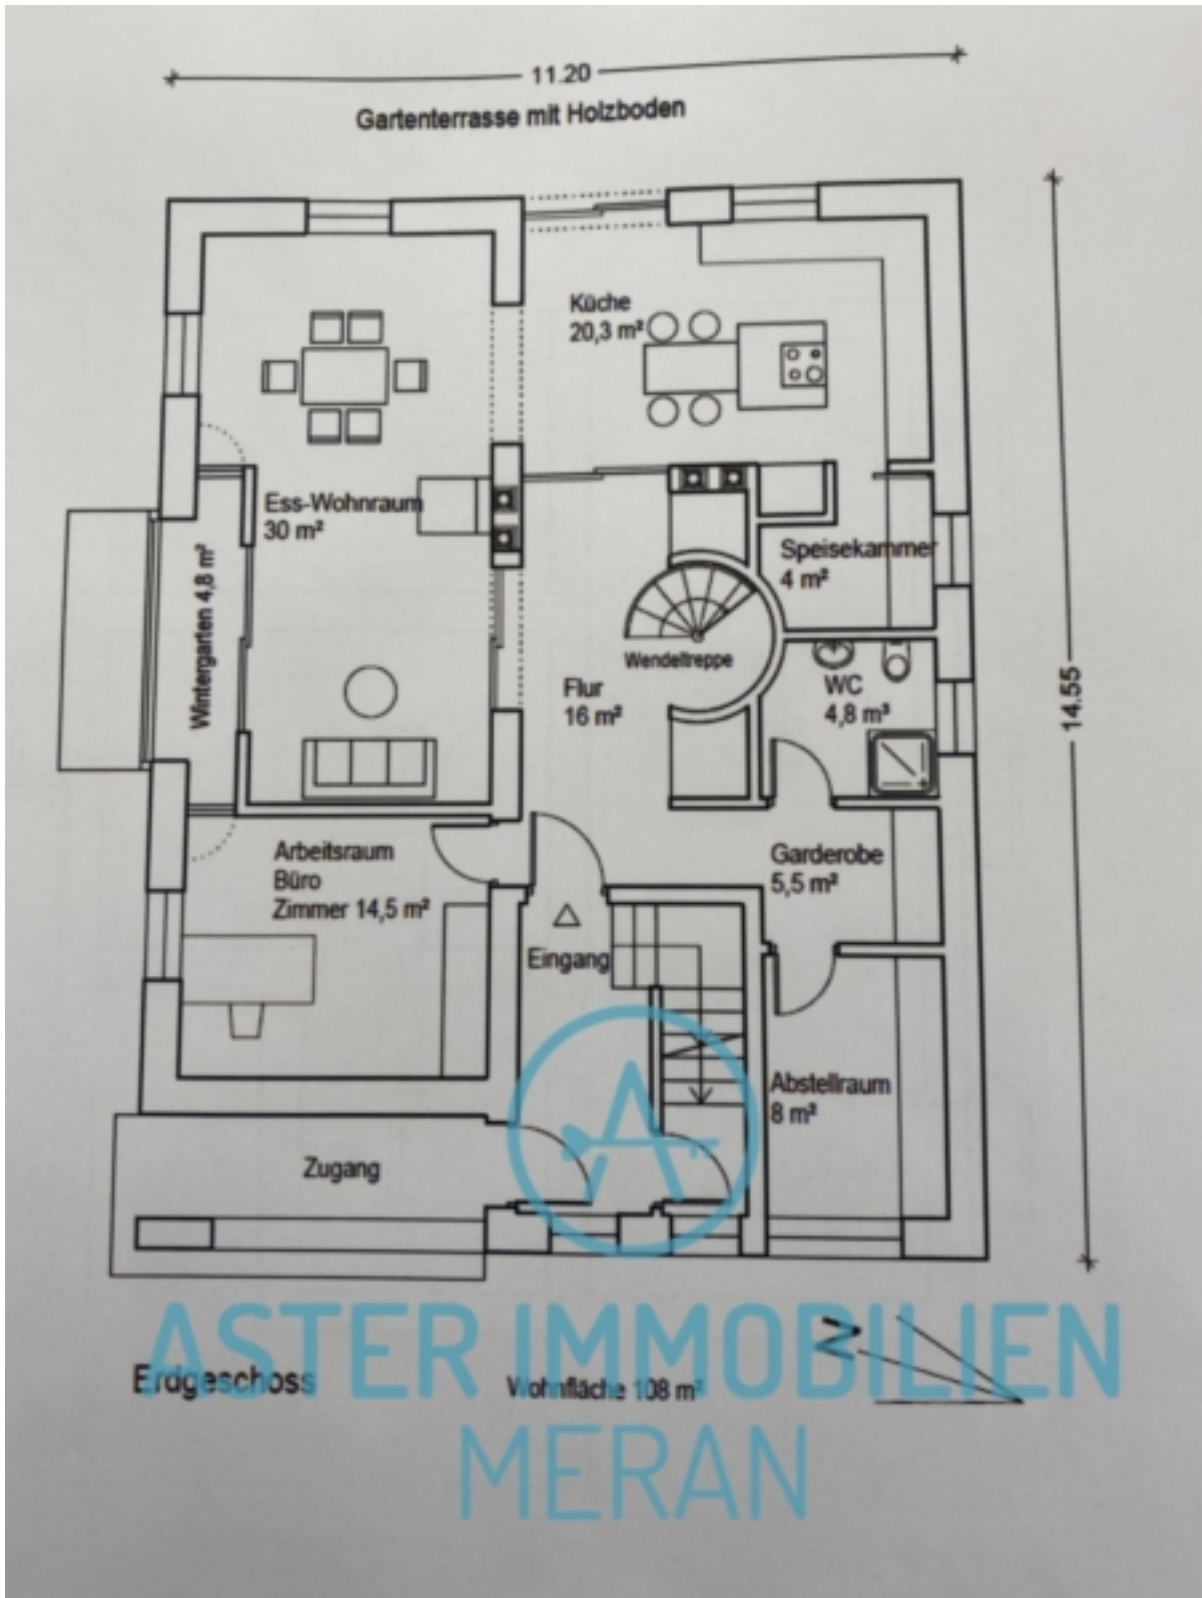 11.20
Gartenterrasse mit Holzboden
Küche
20,3 m²
Ess-Wohnraum
30 m²
Speisekammer
4 m²
Wintergarten 4,8 m²
Wendeltreppe
Flur
16 m²
WC
4,8 m³
14.55
Arbeitsraum
Büro
Zimmer 14,5 m²
Garderobe
5,5 m²
Eingang
Abstellraum
8 m²
Zugang
N
ASTER IMMOBILIEN
Erdgeschoss
Wohnfläche 108 m²
MERAN